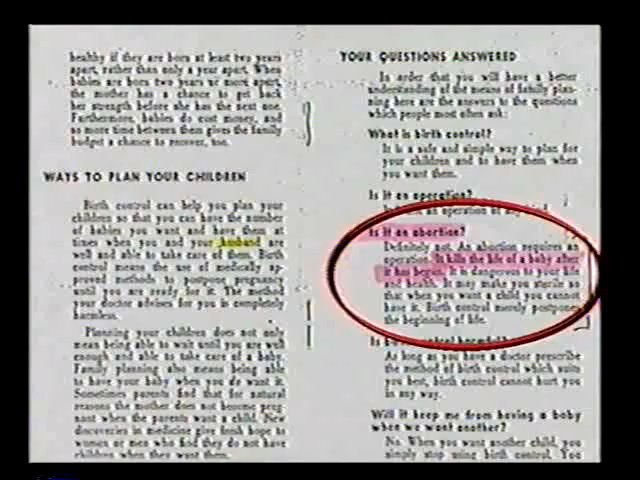 healthy if they are born at least two years
apart, rather than only a year apart. When
babies are born two years or more apart,
the mother has a chance to get back
her strength before she has the next one.
Furthermore, babies do cost money, and
so more time between them gives the family
budget a chance to recover, too.
WAYS TO PLAN YOUR CHILDREN
Birth control can help you plan your
children so that you can have the number
of babies you want and have them at
times when you and your husband are
well and able to take care of them. Birth
control means the use of medically ap-
proved methods to postpone pregnancy
until you are ready for it. The method
your doctor advises for you is completely
harmless.
Planning your children does not only
mean being able to wait until you are well
enough and able to take care of a baby.
Family planning also means being able
to have your baby when you do want it.
Sometimes parents find that for natural
reasons the mother does not become preg-
nant when the parents want a child. New
discoveries in medicine give fresh hope to
women or men who find they do not have
children when they want them.
YOUR QUESTIONS ANSWERED
In order that you will have a better
understanding of the means of family plan-
ning here are the answers to the questions
which people most often ask:
What is birth control?
It is a safe and simple way to plan for
your children and to have them when
you want them.
Is it an operation?
an operation of any
Is it an abortion?
Definitely not. An abortion requires an
operation. It kills the life of a baby after
it has begun. It is dangerous to your life
and health. It may make you sterile so
that when you want a child you cannot
have it. Birth control merely postpones
the beginning of life.
Is birth control harmful?
As long as you have a doctor prescribe
the method of birth control which suits
you best, birth control cannot hurt you
in any way.
Will it keep me from having a baby
when we want another?
No. When you want another child, you
simply stop using birth control. You